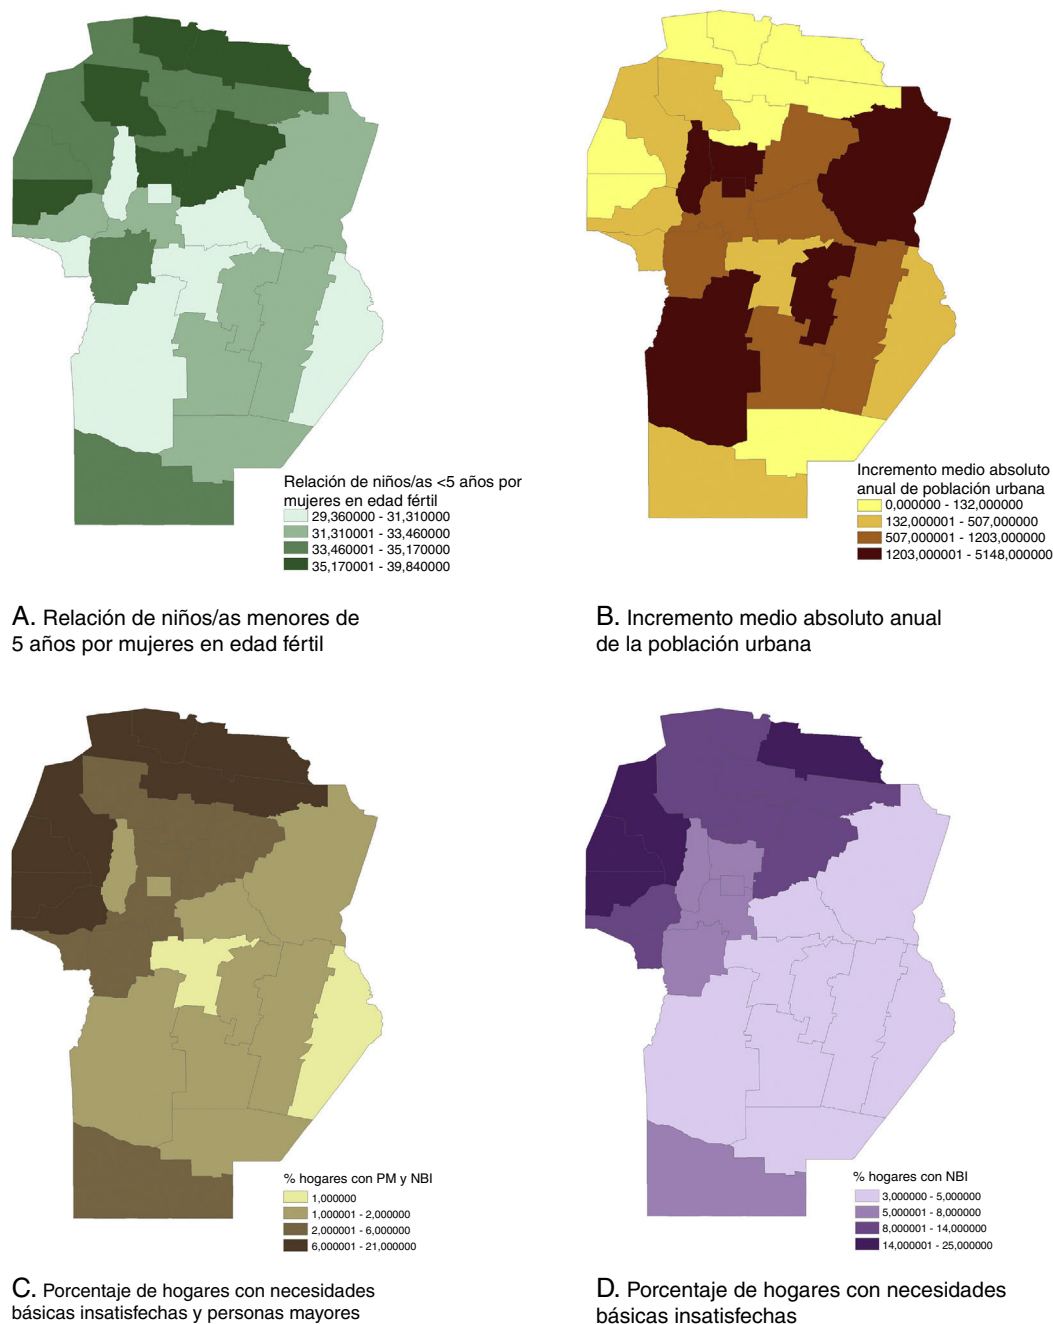 Relación de niños/as <5 años por
mujeres en edad fértil
29,360000 - 31,310000
31,310001 - 33,460000
33,460001 - 35,170000
35,170001 - 39,840000
A. Relación de niños/as menores de
5 años por mujeres en edad fértil
Incremento medio absoluto
anual de población urbana
0,000000 - 132,000000
132,000001 - 507,000000
507,000001 - 1203,000000
1203,000001 - 5148,000000
B. Incremento medio absoluto anual
de la población urbana
% hogares con PM y NBI
1,000000
1,000001 - 2,000000
2,000001 - 6,000000
6,000001 - 21,000000
C. Porcentaje de hogares con necesidades
básicas insatisfechas y personas mayores
% hogares con NBI
3,000000 - 5,000000
5,000001 - 8,000000
8,000001 - 14,000000
14,000001 - 25,000000
D. Porcentaje de hogares con necesidades
básicas insatisfechas